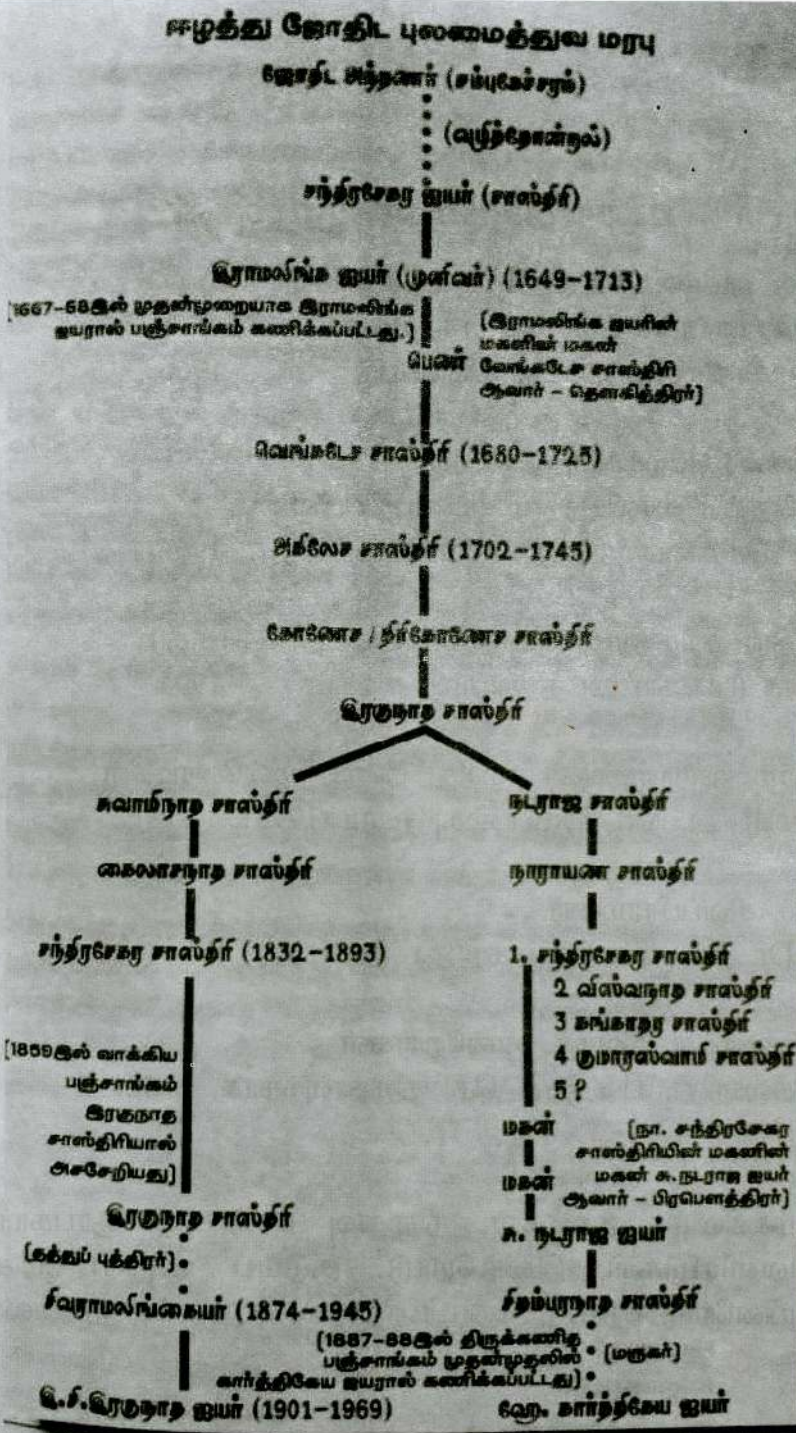 ஈழத்து ஜோதிட புலமைத்துவ மரபு
ஜோதிட அந்தணர் (சம்புகேச்சரம்)
(வழித்தோன்றல்)
சந்திரசேகர ஐயர் (சாஸ்திரி)
இராமலிங்க ஐயர் (முனிவர்) (1649-1713)
[1667-68இல் முதன்முறையாக இராமலிங்க
ஐயரால் பஞ்சாங்கம் கணிக்கப்பட்டது.]
பெண்
[இராமலிங்க ஐயரின்
மகளின் மகன்
வேங்கடேச சாஸ்திரி
ஆவார் - தௌகித்திரர்]
வெங்கடேச சாஸ்திரி (1680-1725)
அகிலேச சாஸ்திரி (1702-1745)
கோணேச / திரிகோணேச சாஸ்திரி
இரகுநாத சாஸ்திரி
சுவாமிநாத சாஸ்திரி
கைலாசநாத சாஸ்திரி
சந்திரசேகர சாஸ்திரி (1832-1893)
[1859இல் வாக்கிய
பஞ்சாங்கம்
இரகுநாத
சாஸ்திரியால்
அச்சேறியது]
இரகுநாத சாஸ்திரி
(தத்துப் புத்திரர்)
சிவராமலிங்கையர் (1874-1945)
இ.சி.இரகுநாத ஐயர் (1901-1969)
நடராஜ சாஸ்திரி
நாராயண சாஸ்திரி
1. சந்திரசேகர சாஸ்திரி
2 விஸ்வநாத சாஸ்திரி
3 கங்காதர சாஸ்திரி
4 குமாரஸ்வாமி சாஸ்திரி
5 ?
மகன்
மகன்
[நா. சந்திரசேகர
சாஸ்திரியின் மகனின்
மகன் சு.நடராஜ ஐயர்
ஆவார் - பிரபௌத்திரர்]
சு. நடராஜ ஐயர்
சிதம்பரநாத சாஸ்திரி
[1887-88இல் திருக்கணித
பஞ்சாங்கம் முதன்முதலில்
கார்த்திகேய ஐயரால் கணிக்கப்பட்டது]
(மருகர்)
ஹே. கார்த்திகேய ஐயர்